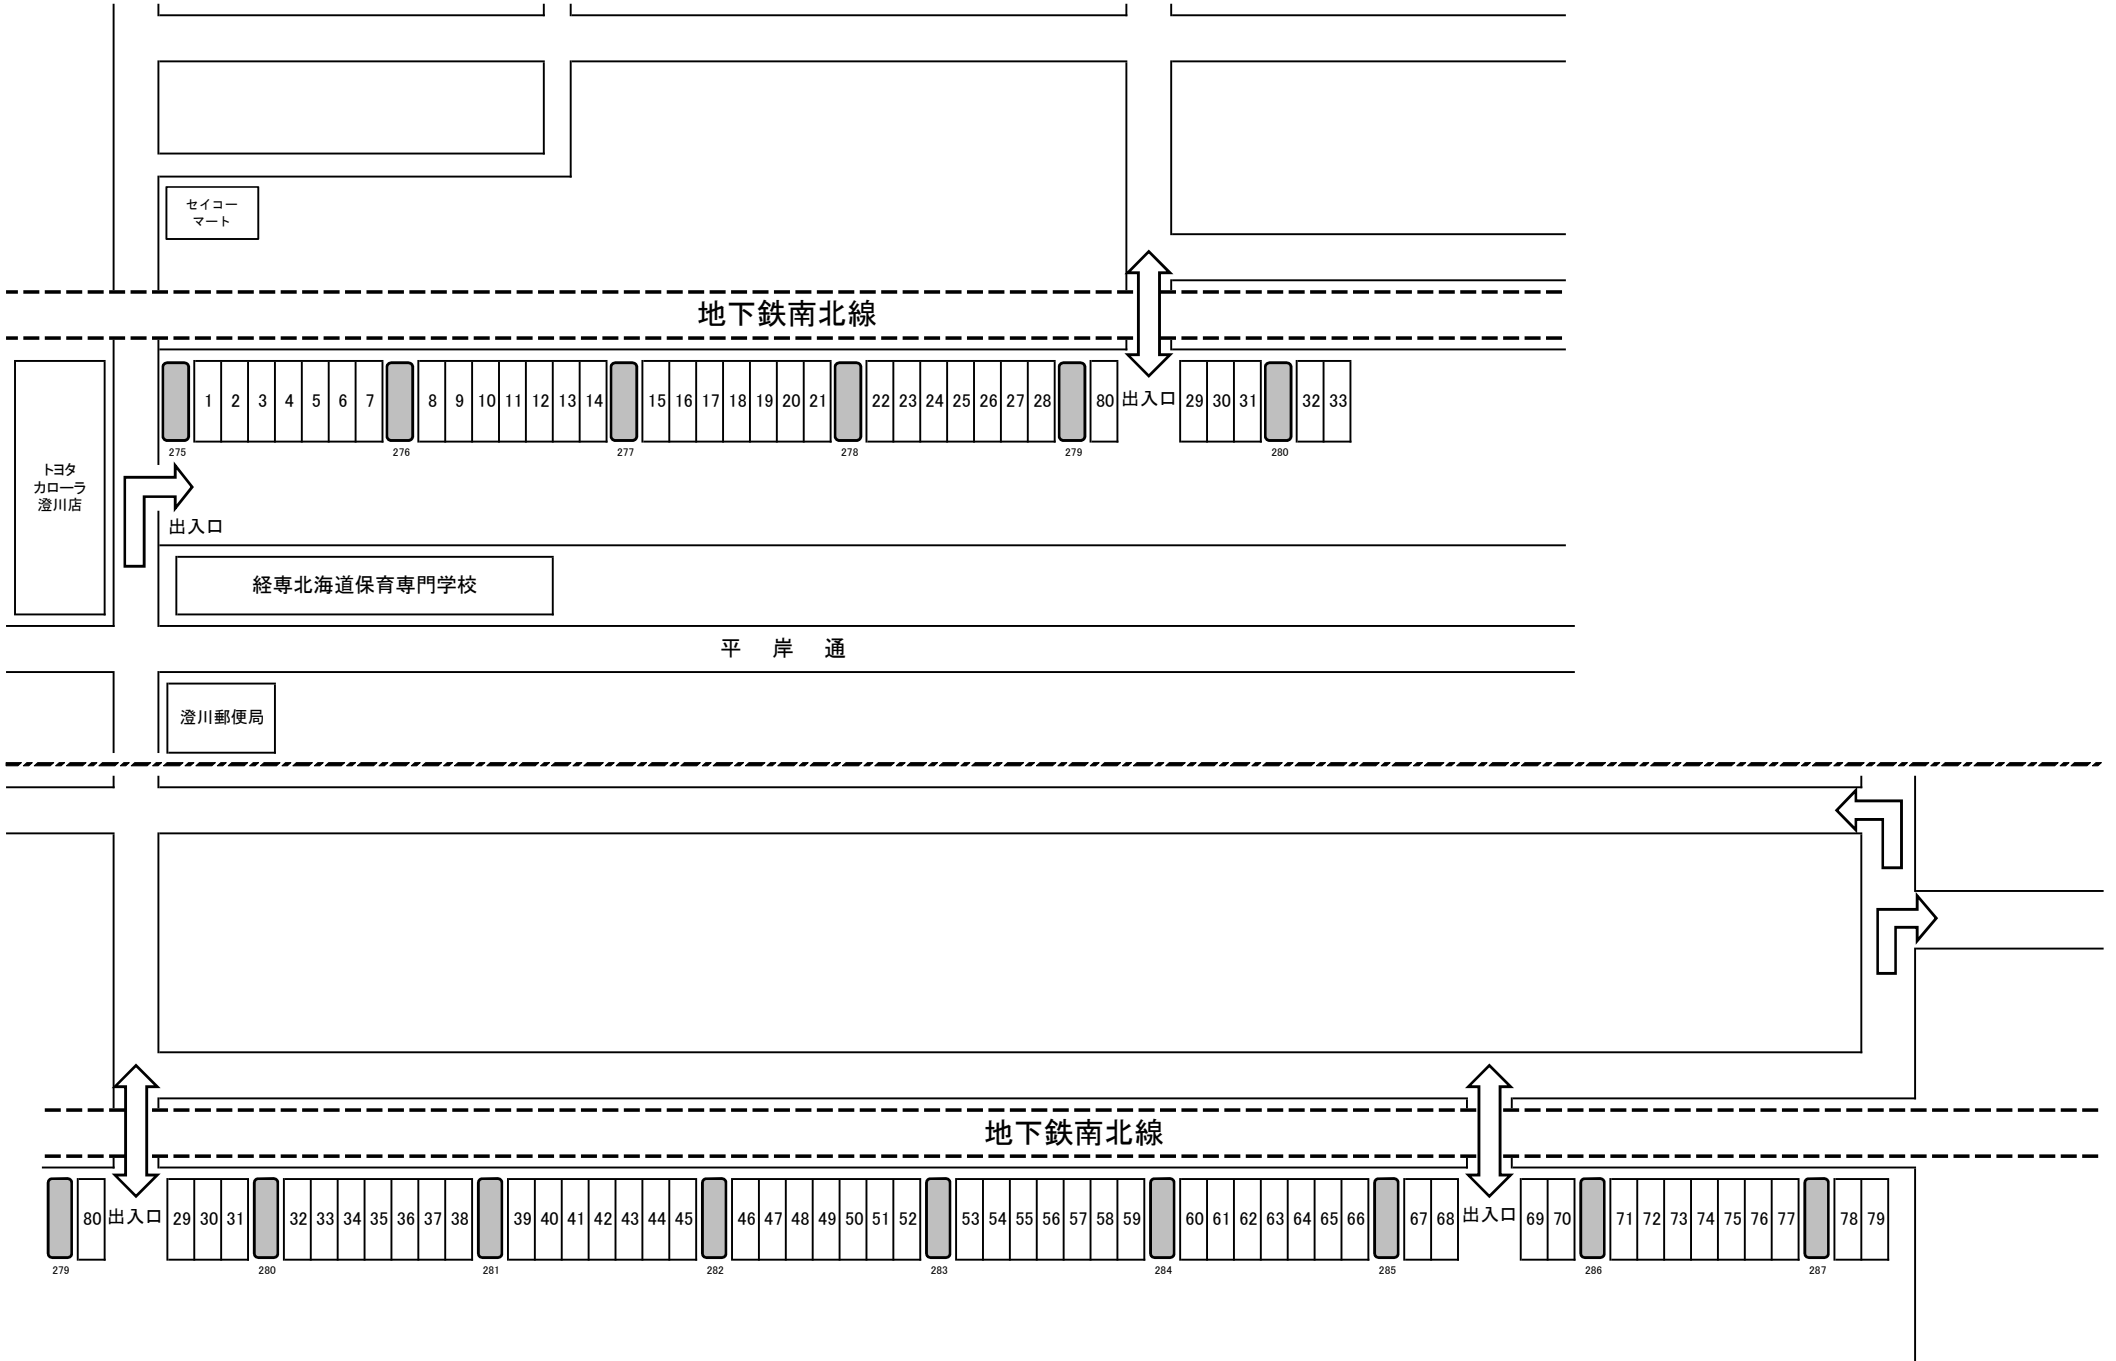 セイコー
マート
地下鉄南北線
1 2 3 4 5 6 7 8 9 10 11 12 13 14 15 16 17 18 19 20 21 22 23 24 25 26 27 28 80 出入口 29 30 31 32 33
275 276 277 278 279 280
トヨタ
カローラ
澄川店
出入口
経専北海道保育専門学校
平 岸 通
澄川郵便局
地下鉄南北線
80 出入口 29 30 31 32 33 34 35 36 37 38 39 40 41 42 43 44 45 46 47 48 49 50 51 52 53 54 55 56 57 58 59 60 61 62 63 64 65 66 67 68 出入口 69 70 71 72 73 74 75 76 77 78 79
279 280 281 282 283 284 285 286 287